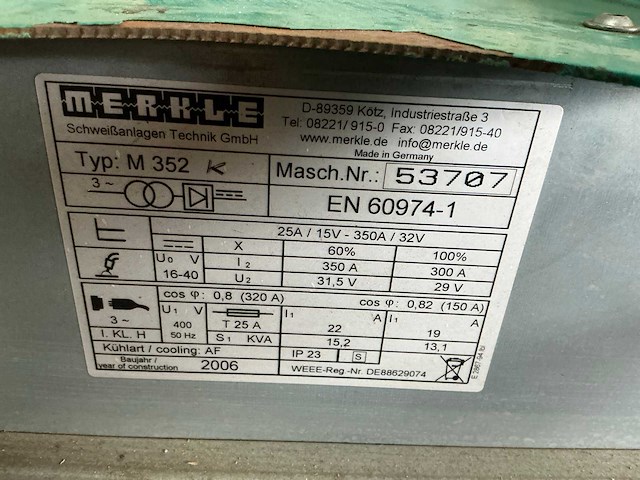 MERKLE
Schweißanlagen Technik GmbH
D-89359 Kötz, Industriestraße 3
Tel: 08221/ 915-0 Fax: 08221/915-40
www.merkle.de info@merkle.de
Made in Germany
Typ: M 352 K
Masch.Nr.: 53707
3~
EN 60974-1
25A / 15V - 350A / 32V
X 60% 100%
U0 V I2 350 A 300 A
16-40 U2 31,5 V 29 V
cos φ: 0,8 (320 A) cos φ: 0,82 (150 A)
U1 V I1 A I1 A
3~ 400 T 25 A 22 19
I. KL. H 50 Hz S1 KVA 15,2 13,1
Kühlart / cooling: AF IP 23 S
Baujahr /
year of construction 2006 WEEE-Reg.-Nr. DE88629074